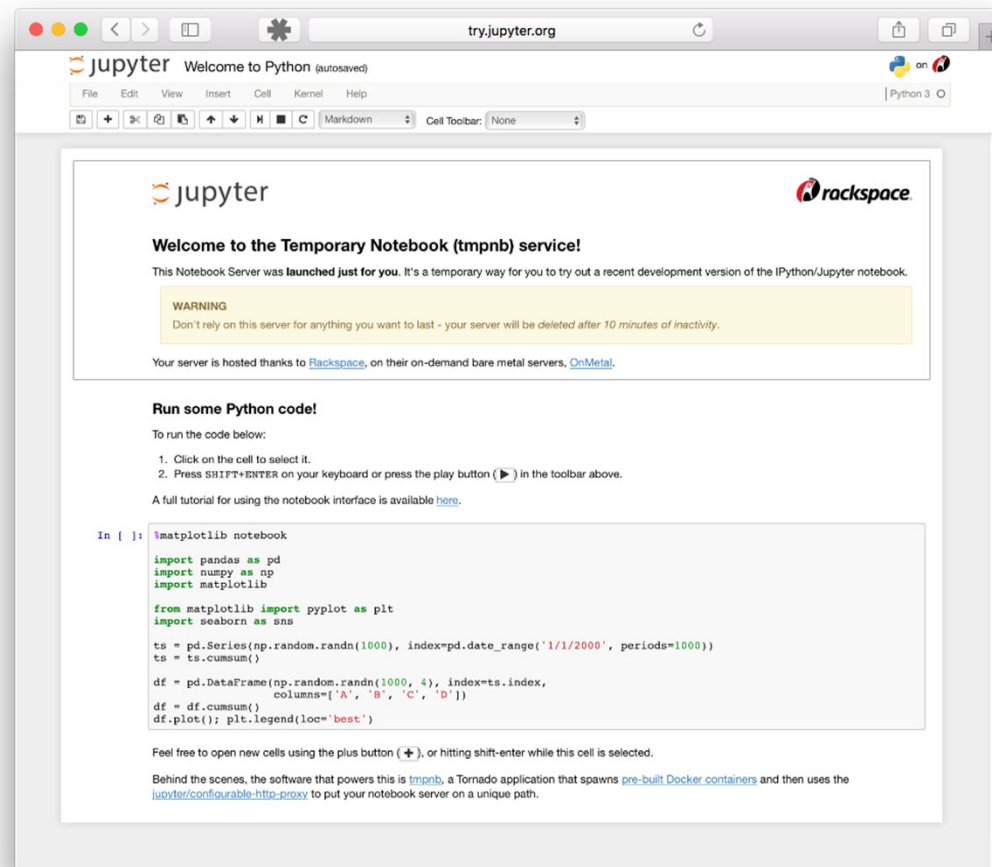 try.jupyter.org
jupyter Welcome to Python (autosaved)
on
File Edit View Insert Cell Kernel Help
Python 3
Markdown Cell Toolbar: None
jupyter
rackspace.
Welcome to the Temporary Notebook (tmpnb) service!
This Notebook Server was launched just for you. It's a temporary way for you to try out a recent development version of the IPython/Jupyter notebook.
WARNING
Don't rely on this server for anything you want to last - your server will be deleted after 10 minutes of inactivity.
Your server is hosted thanks to Rackspace, on their on-demand bare metal servers, OnMetal.
Run some Python code!
To run the code below:
1. Click on the cell to select it.
2. Press SHIFT+ENTER on your keyboard or press the play button (▶) in the toolbar above.
A full tutorial for using the notebook interface is available here.
In [ ]: %matplotlib notebook
import pandas as pd
import numpy as np
import matplotlib
from matplotlib import pyplot as plt
import seaborn as sns
ts = pd.Series(np.random.randn(1000), index=pd.date_range('1/1/2000', periods=1000))
ts = ts.cumsum()
df = pd.DataFrame(np.random.randn(1000, 4), index=ts.index,
columns=['A', 'B', 'C', 'D'])
df = df.cumsum()
df.plot(); plt.legend(loc='best')
Feel free to open new cells using the plus button (+), or hitting shift-enter while this cell is selected.
Behind the scenes, the software that powers this is tmpnb, a Tornado application that spawns pre-built Docker containers and then uses the
jupyter/configurable-http-proxy to put your notebook server on a unique path.